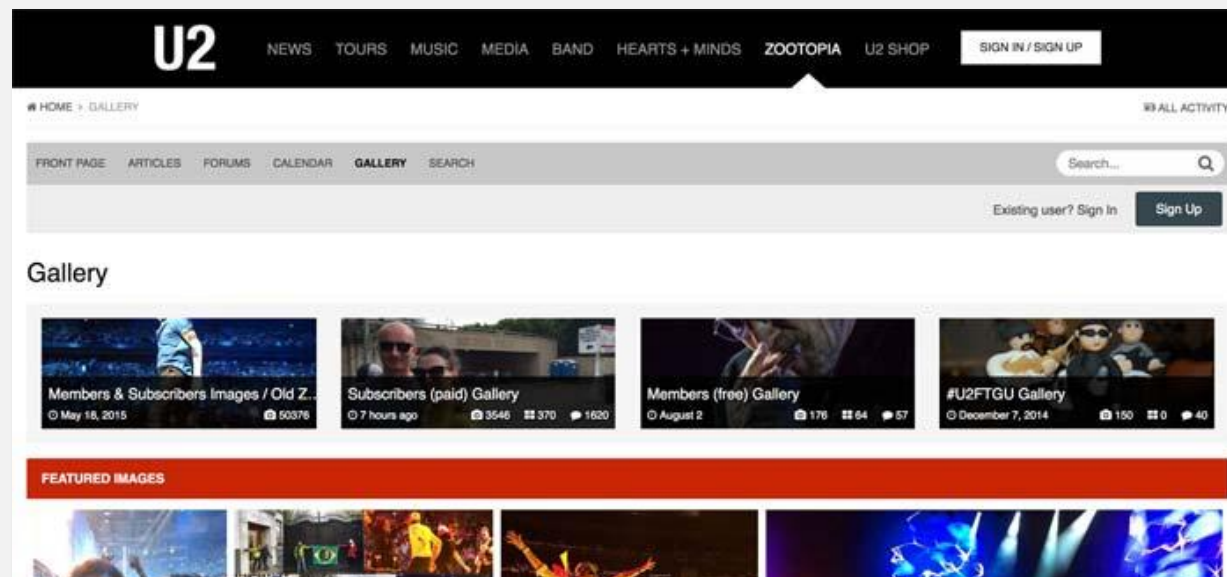 U2 NEWS TOURS MUSIC MEDIA BAND HEARTS + MINDS ZOOTOPIA U2 SHOP SIGN IN / SIGN UP
HOME > GALLERY ALL ACTIVITY
FRONT PAGE ARTICLES FORUMS CALENDAR GALLERY SEARCH Search...
Existing user? Sign In Sign Up
Gallery
Members & Subscribers Images / Old Z..
May 18, 2015 50376
Subscribers (paid) Gallery
7 hours ago 3546 370 1620
Members (free) Gallery
August 2 176 64 57
#U2FTGU Gallery
December 7, 2014 150 0 40
FEATURED IMAGES